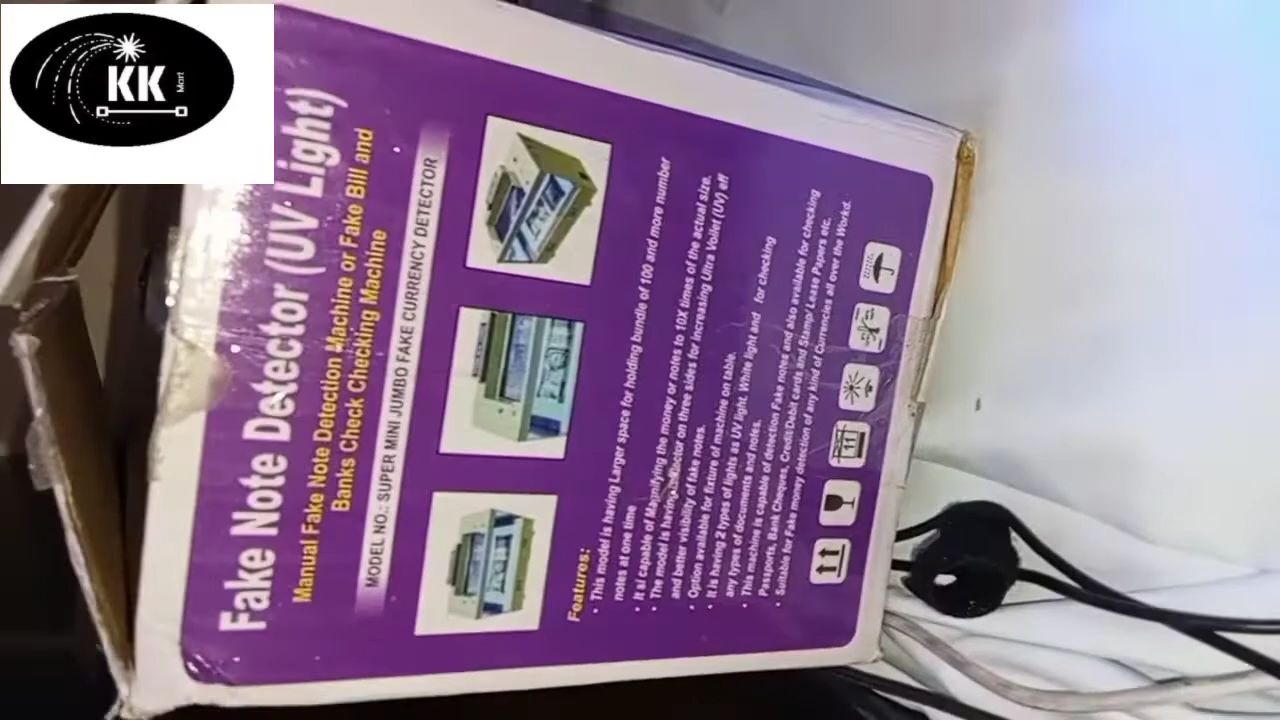 KK
Mart
Fake Note Detector (UV Light)
Manual Fake Note Detection Machine or Fake Bill and
Banks Check Checking Machine
MODEL NO.: SUPER MINI JUMBO FAKE CURRENCY DETECTOR
Features:
• This model is having Larger space for holding bundle of 100 and more number
notes at one time
• It si capable of Magnifying the money or notes to 10X times of the actual size.
• The model is having reflector on three sides for increasing Ultra Voilet (UV) eff
and better visibility of fake notes.
• Option available for fixture of machine on table.
• It is having 2 types of lights as UV light. White light and for checking
any types of documents and notes.
• This machine is capable of detection Fake notes and also available for checking
Passports, Bank Cheques, Credit/Debit cards and Stamp/ Lease Papers etc.
• Suitable for Fake money detection of any kind of Currencies all over the Workd.
11